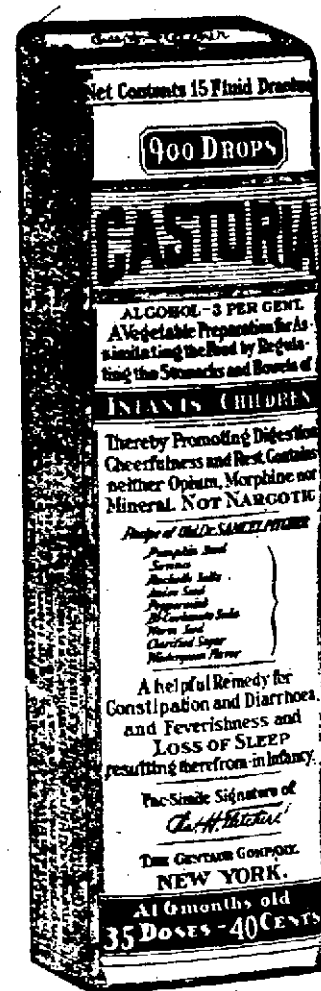 Net Contents 15 Fluid Drachms
900 DROPS
CASTORIA
ALCOHOL-3 PER CENT.
A Vegetable Preparation for As-
similating the Food by Regula-
ting the Stomachs and Bowels of
INFANTS CHILDREN
Thereby Promoting Digestion
Cheerfulness and Rest. Contains
neither Opium, Morphine nor
Mineral. NOT NARCOTIC
Recipe of Old Dr. SAMUEL PITCHER
Pumpkin Seed
Senna
Rochelle Salts
Anise Seed
Peppermint
Bi-Carbonate Soda
Worm Seed
Clarified Sugar
Wintergreen Flavor
A helpful Remedy for
Constipation and Diarrhoea,
and Feverishness and
LOSS OF SLEEP
resulting therefrom-in Infancy.
Fac-Simile Signature of
Chas. H. Fletcher.
THE CENTAUR COMPANY.
NEW YORK.
At 6 months old
35 DOSES - 40 CENTS